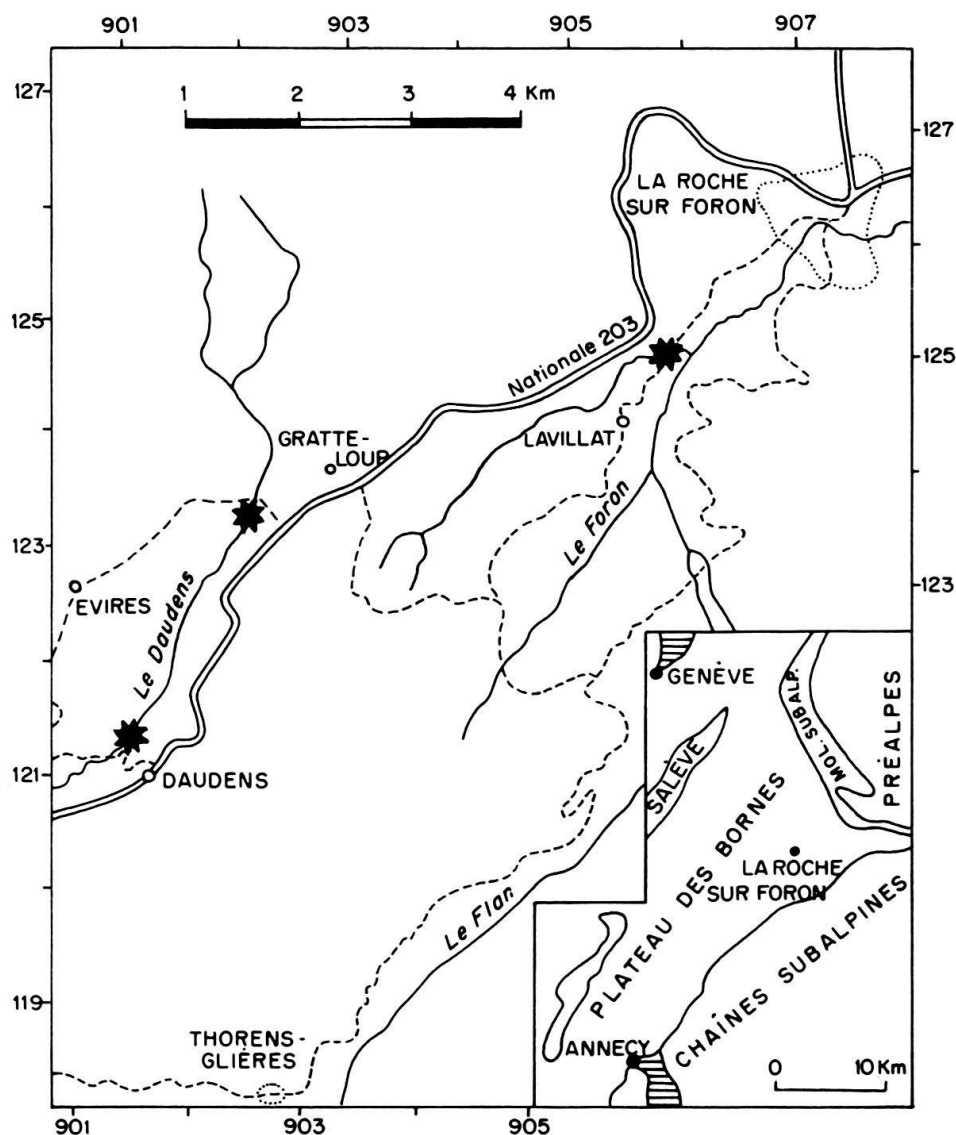 901 903 905 907
127
1 2 3 4 Km
127
LA ROCHE
SUR FORON
125
Nationale 203
125
GRATTE-
LOUP
LAVILLAT
Le Foron
123
123
EVIRES
Le Daudens
GENÈVE
MOL. SUBALP.
PRÉALPES
SALÈVE
121
DAUDENS
PLATEAU DES BORNES
LA ROCHE
SUR FORON
Le Flan
CHAÎNES SUBALPINES
119
THORENS-
GLIÈRES
ANNECY
0 10 Km
901 903 905